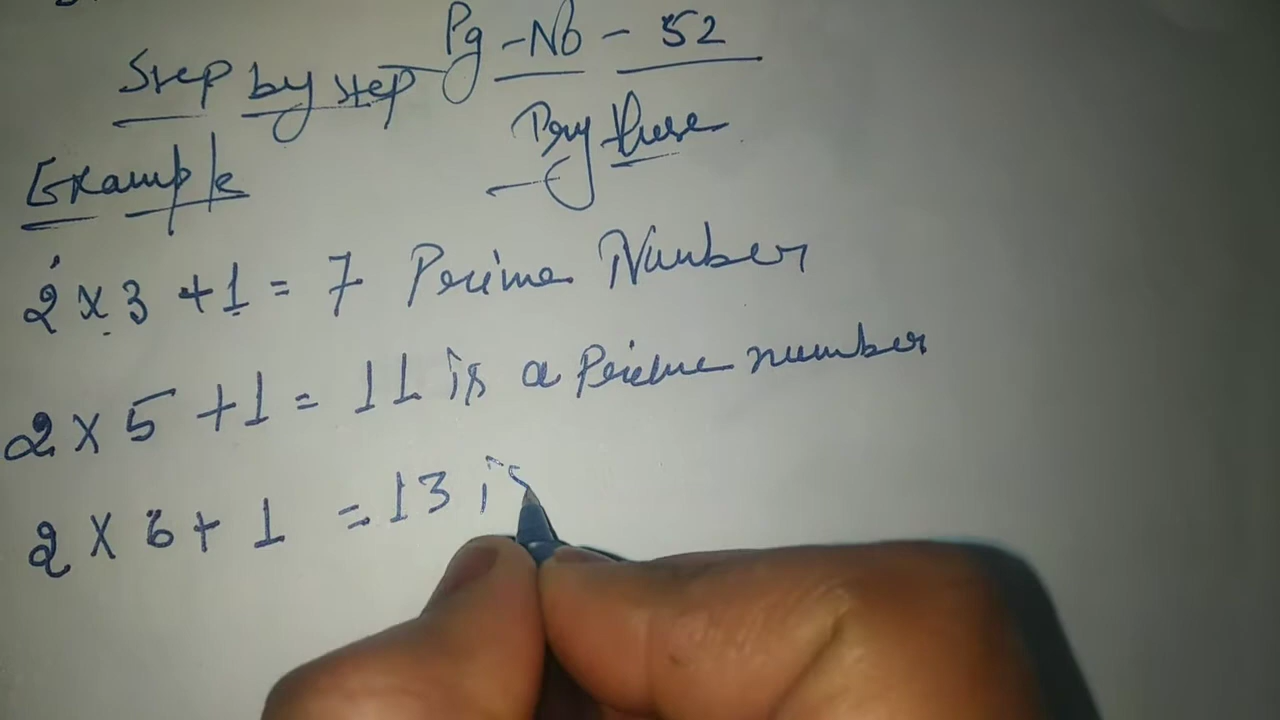 Pg-No-52
Step by step
Try these
Example
2 x 3 + 1 = 7 Prime Number
2 x 5 + 1 = 11 is a Prime number
2 x 6 + 1 = 13 is